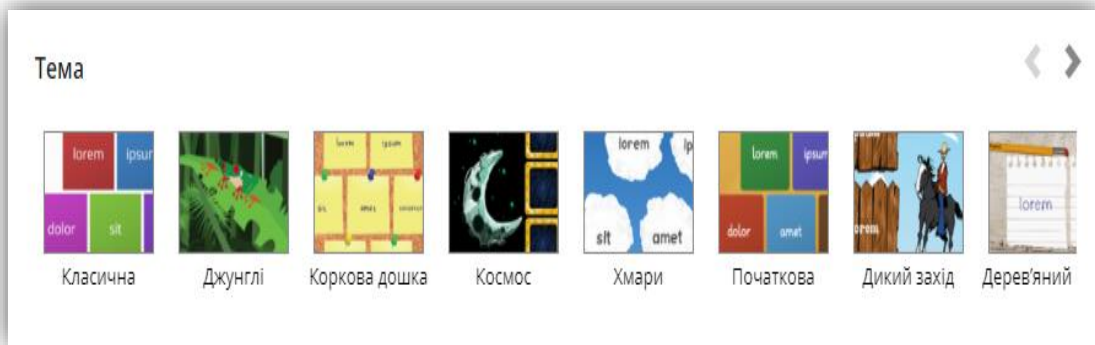 Тема
lorem ipsum
dolor sit
lorem ipsum
sit amet
lorem ip
sit amet
lorem ipsum
dolor amet
lorem
lorem
Класична Джунглі Коркова дошка Космос Хмари Початкова Дикий захід Дерев'яний